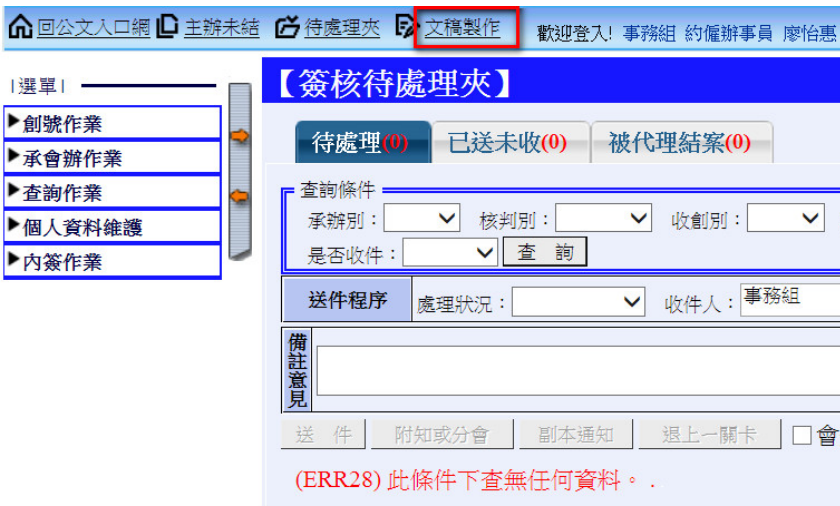 回公文入口網 主辦未結 待處理夾 文稿製作 歡迎登入! 事務組 約僱辦事員 廖怡惠
|選單|
▶創號作業
▶承會辦作業
▶查詢作業
▶個人資料維護
▶內簽作業
【簽核待處理夾】
待處理(0) 已送未收(0) 被代理結案(0)
查詢條件
承辦別： 核判別： 收創別：
是否收件： 查 詢
送件程序 處理狀況： 收件人： 事務組
備註意見
送 件 附知或分會 副本通知 退上一關卡 會
(ERR28) 此條件下查無任何資料。 .